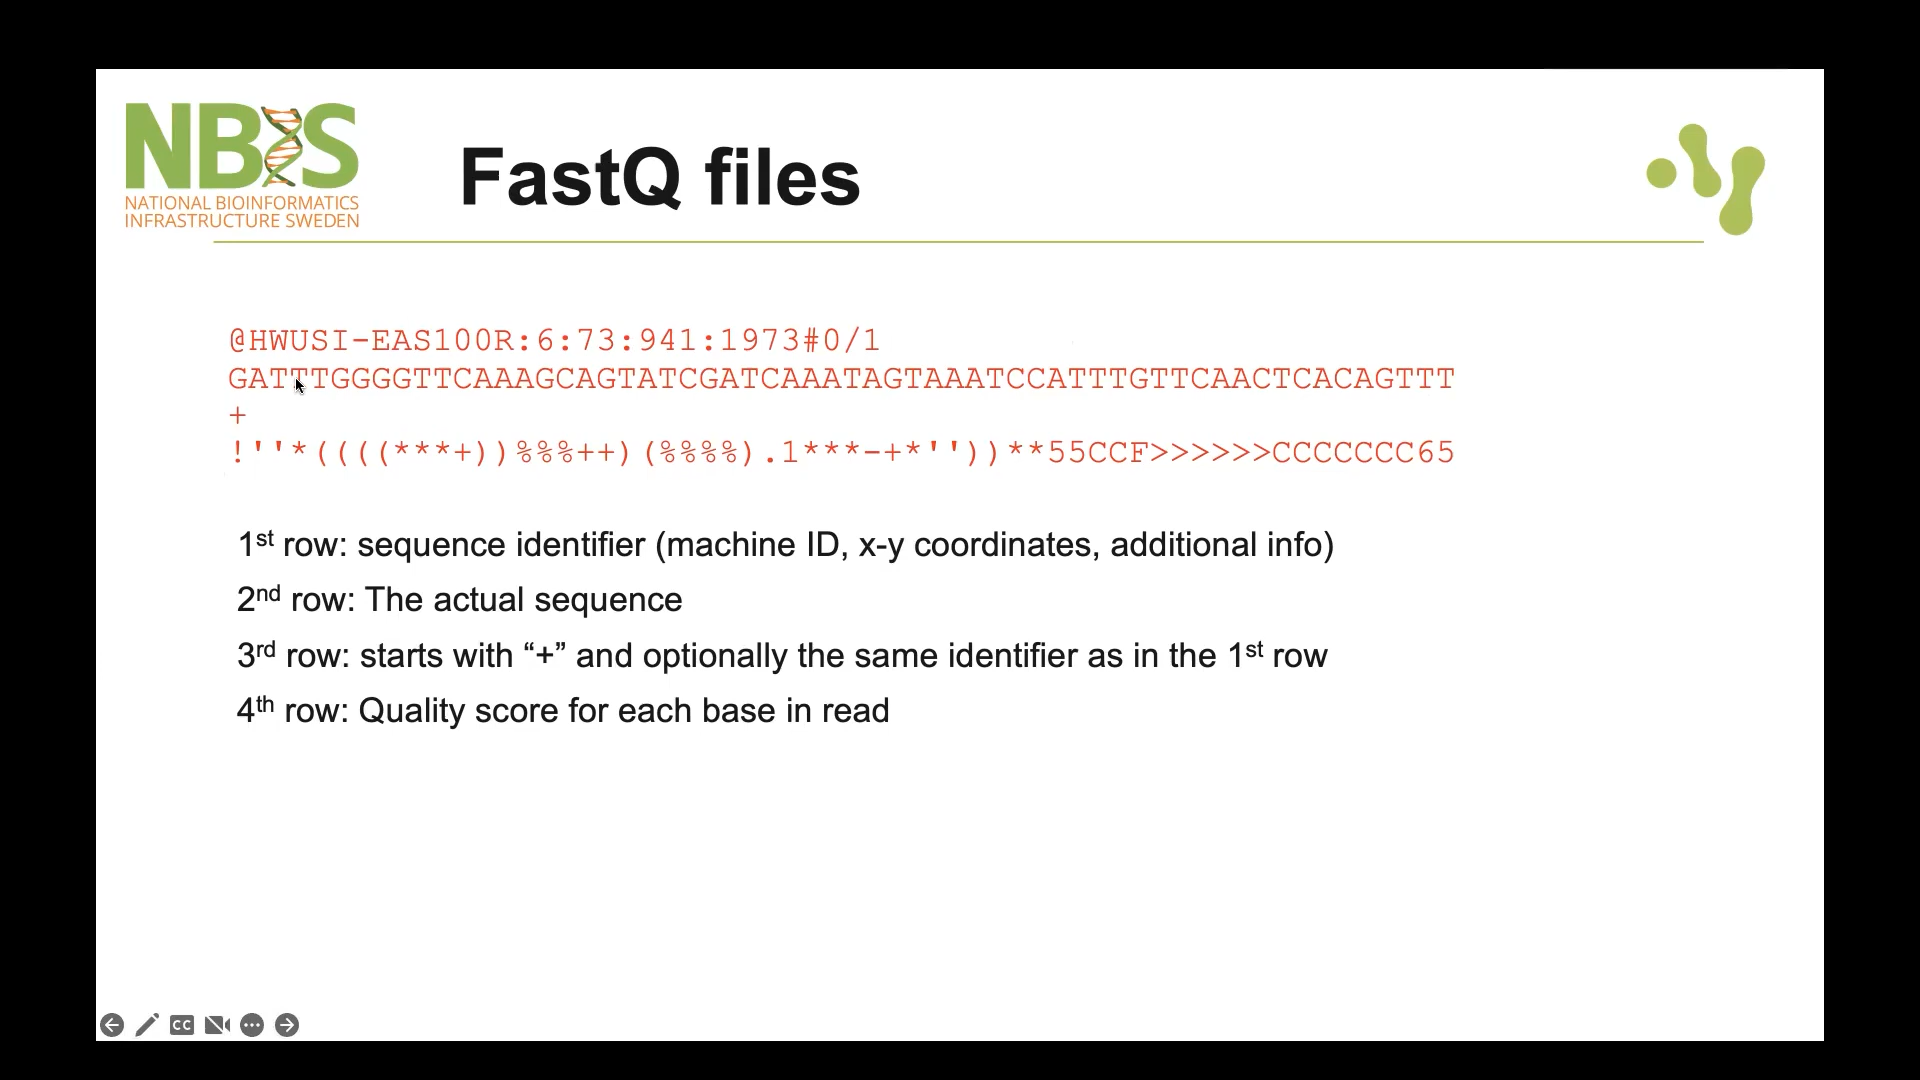 NBIS
NATIONAL BIOINFORMATICS
INFRASTRUCTURE SWEDEN
FastQ files
@HWUSI-EAS100R:6:73:941:1973#0/1
GATTTGGGGTTCAAAGCAGTATCGATCAAATAGTAAATCCATTTGTTCAACTCACAGTTT
+
!''*((((***+))%%%++)(%%%%).1***-+*''))**55CCF>>>>>>CCCCCCC65
1st row: sequence identifier (machine ID, x-y coordinates, additional info)
2nd row: The actual sequence
3rd row: starts with “+” and optionally the same identifier as in the 1st row
4th row: Quality score for each base in read
CC